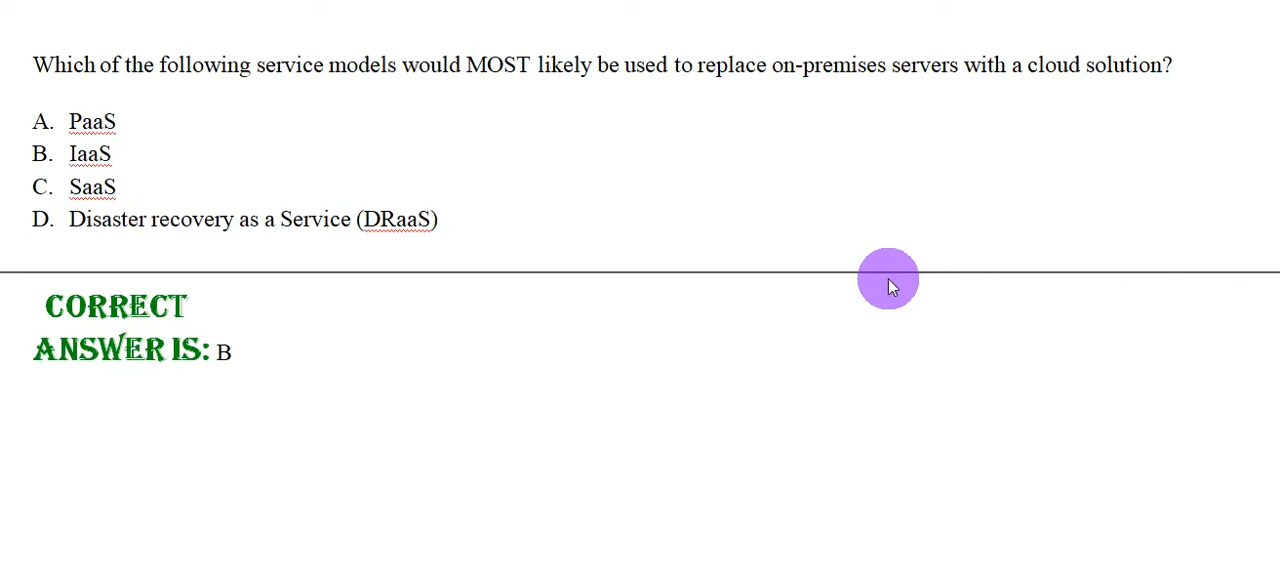 Which of the following service models would MOST likely be used to replace on-premises servers with a cloud solution?
A. PaaS
B. IaaS
C. SaaS
D. Disaster recovery as a Service (DRaaS)
CORRECT
ANSWER IS: B